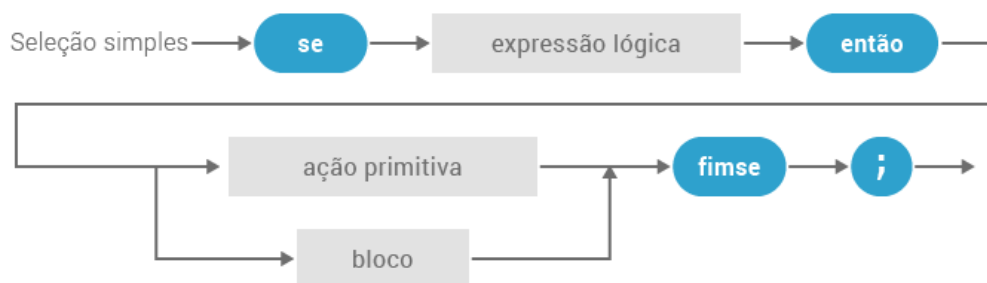 Seleção simples se expressão lógica então
ação primitiva fimse ;
bloco